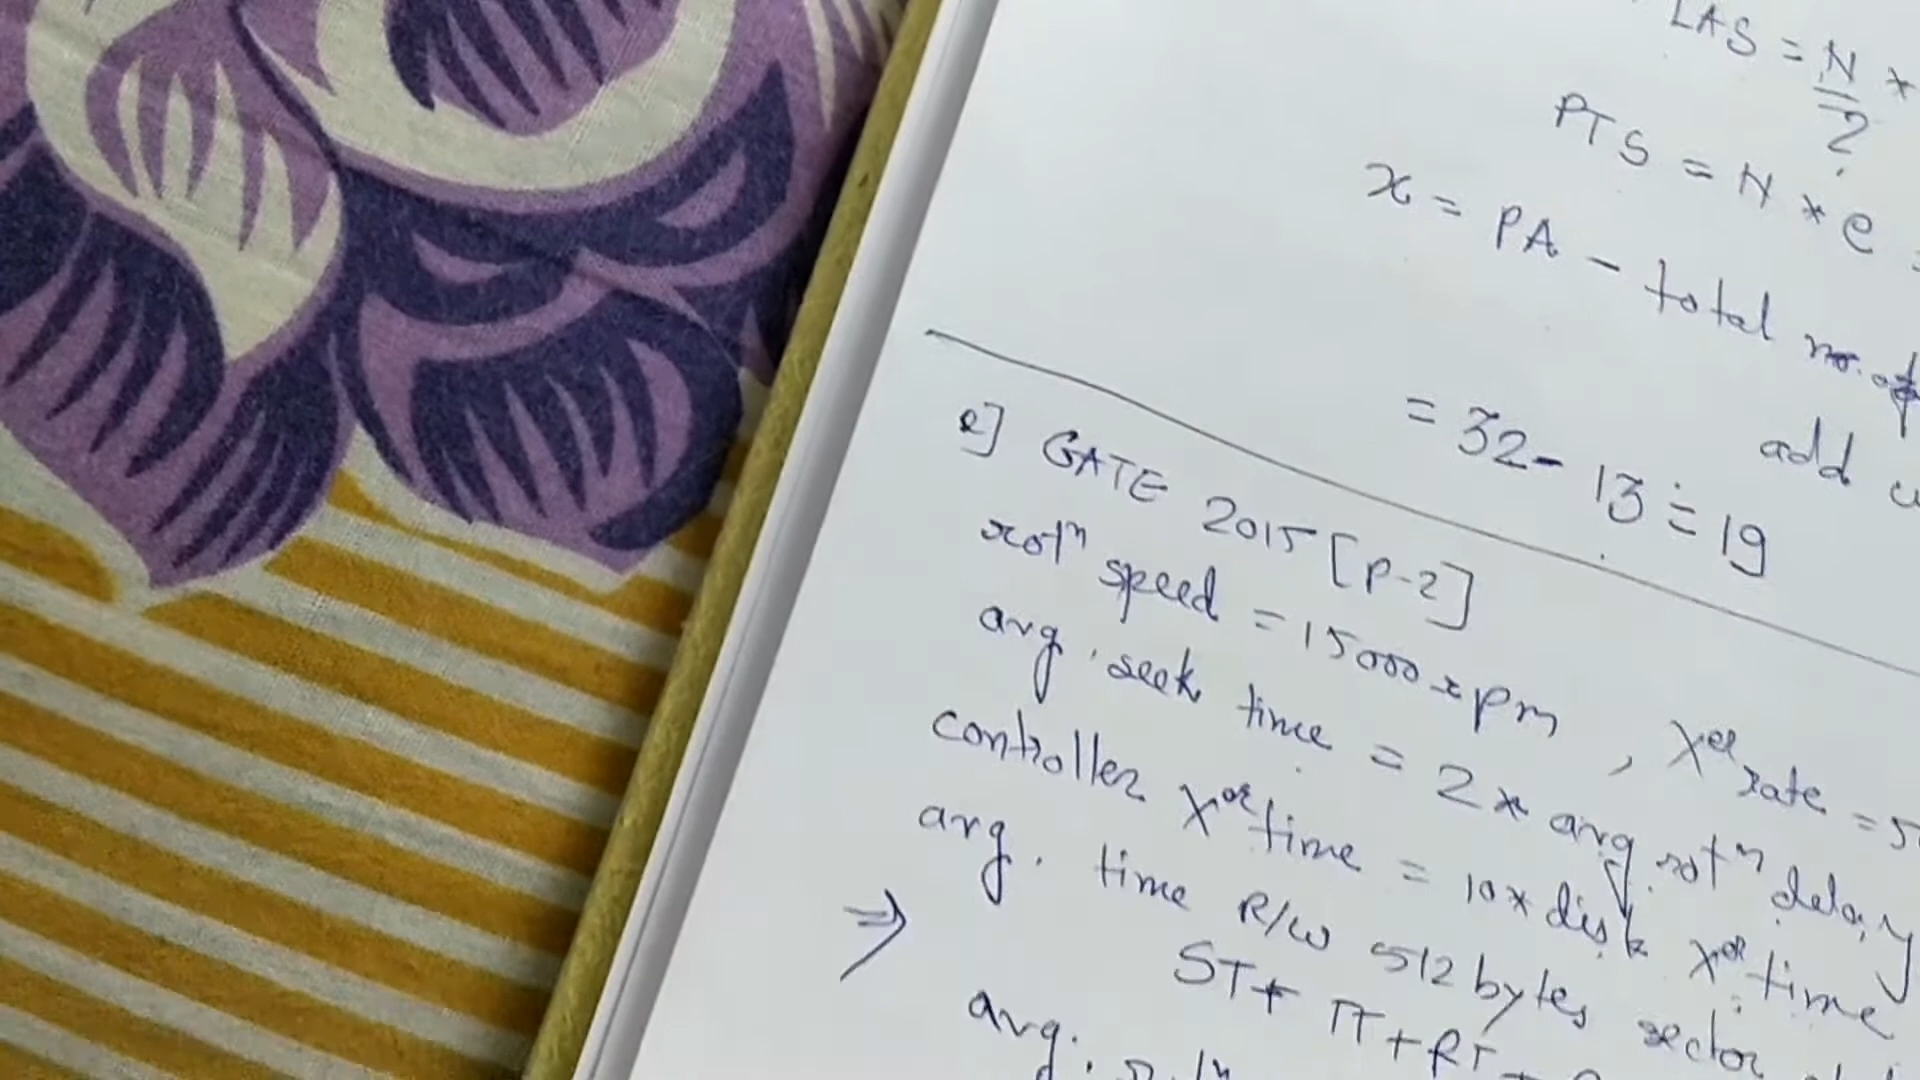 LAS = N/2 *
PTS = N * e
x = PA - total no. of
add
= 32 - 13 = 19
e] GATE 2015 [P-2]
rotⁿ speed = 15000 rpm, Xᵉʳ rate = 5
avg. seek time = 2 * avg. rotⁿ delay
controller Xᵉʳ time = 10 * disk Xᵉʳ time
avg. time R/W 512 bytes sector
⇒ ST + TT + RT
avg.